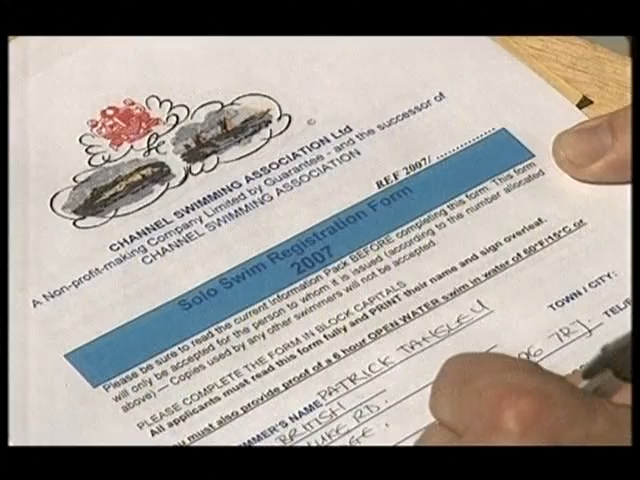 CHANNEL SWIMMING ASSOCIATION Ltd
A Non-profit-making Company Limited by Guarantee, and the successor of
CHANNEL SWIMMING ASSOCIATION
©
REF 2007/ ..............
Solo Swim Registration Form
2007
Please be sure to read the current Information Pack BEFORE completing this form. This form
will only be accepted for the person to whom it is issued (according to the number allocated
above) – Copies used by any other swimmers will not be accepted
PLEASE COMPLETE THE FORM IN BLOCK CAPITALS
All applicants must read this form fully and PRINT their name and sign overleaf.
must also provide proof of a 6 hour OPEN WATER swim in water of 60°F/15°C or
NAME PATRICK TANSLEY
TOWN / CITY:
BRITISH
RD.
7RJ